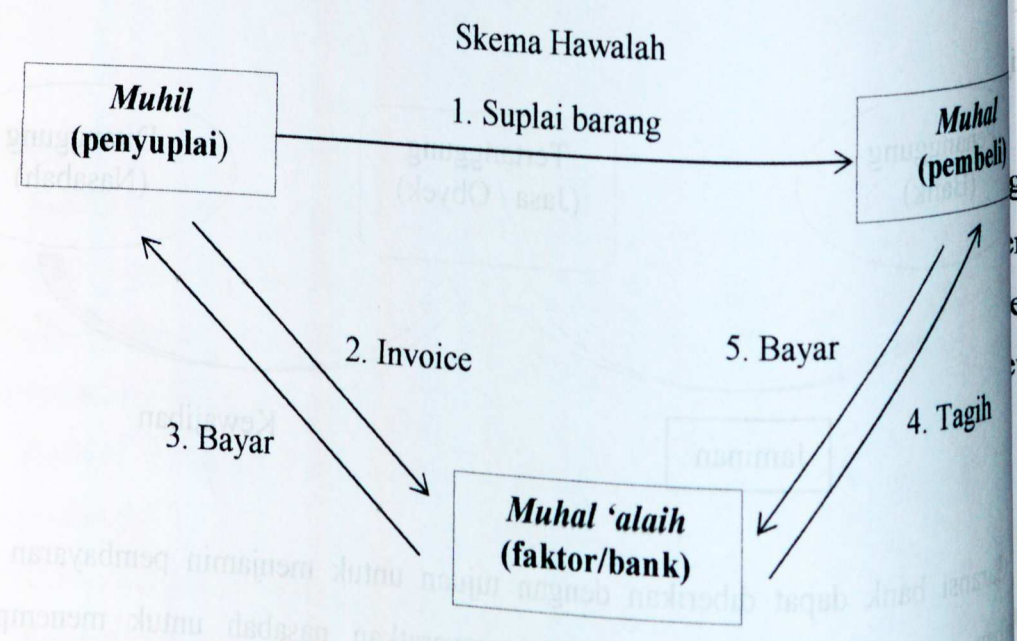 Skema Hawalah
Muhil
(penyuplai)
1. Suplai barang
Muhal
(pembeli)
2. Invoice
3. Bayar
5. Bayar
4. Tagih
Muhal ‘alaih
(faktor/bank)